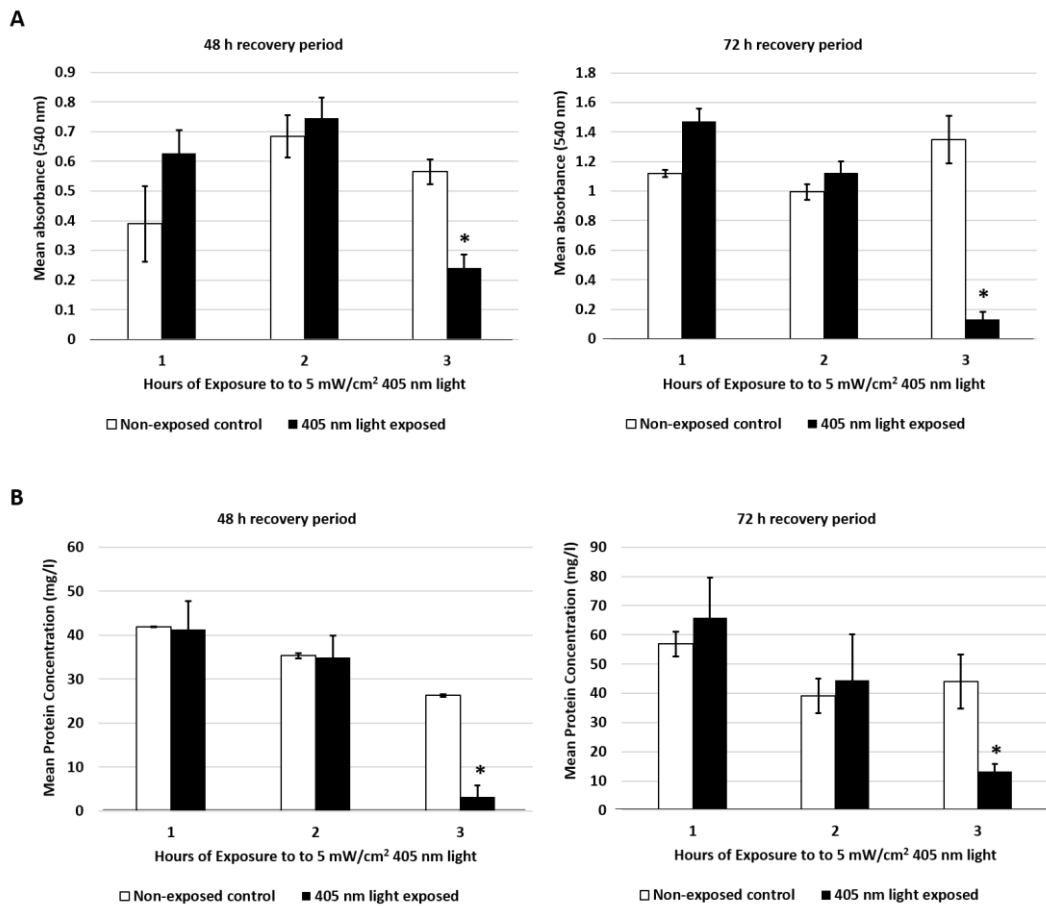 A
48 h recovery period
Mean absorbance (540 nm)
0.9
0.8
0.7
0.6
0.5
0.4
0.3
0.2
0.1
0
*
1 2 3
Hours of Exposure to to 5 mW/cm² 405 nm light
Non-exposed control 405 nm light exposed
72 h recovery period
Mean absorbance (540 nm)
1.8
1.6
1.4
1.2
1
0.8
0.6
0.4
0.2
0
*
1 2 3
Hours of Exposure to to 5 mW/cm² 405 nm light
Non-exposed control 405 nm light exposed
B
48 h recovery period
Mean Protein Concentration (mg/l)
60
50
40
30
20
10
0
*
1 2 3
Hours of Exposure to to 5 mW/cm² 405 nm light
Non-exposed control 405 nm light exposed
72 h recovery period
Mean Protein Concentration (mg/l)
90
80
70
60
50
40
30
20
10
0
*
1 2 3
Hours of Exposure to to 5 mW/cm² 405 nm light
Non-exposed control 405 nm light exposed